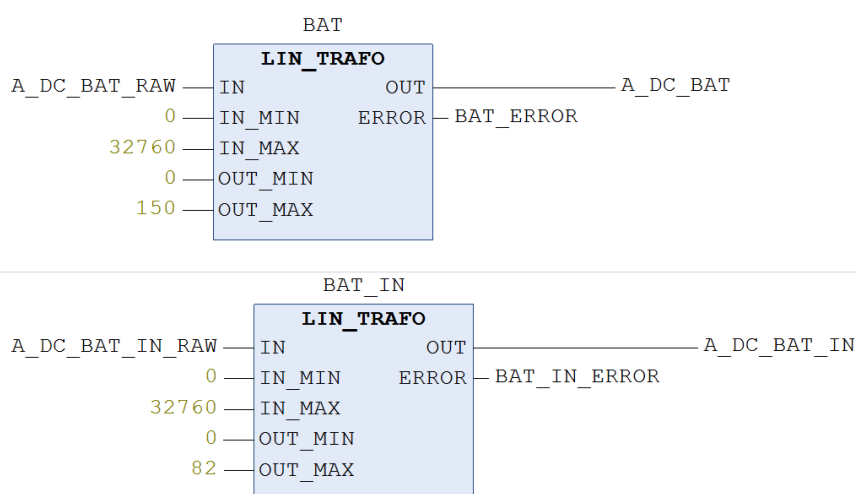 BAT
LIN_TRAFO
A_DC_BAT_RAW IN OUT A_DC_BAT
0 IN_MIN ERROR BAT_ERROR
32760 IN_MAX
0 OUT_MIN
150 OUT_MAX
BAT_IN
LIN_TRAFO
A_DC_BAT_IN_RAW IN OUT A_DC_BAT_IN
0 IN_MIN ERROR BAT_IN_ERROR
32760 IN_MAX
0 OUT_MIN
82 OUT_MAX